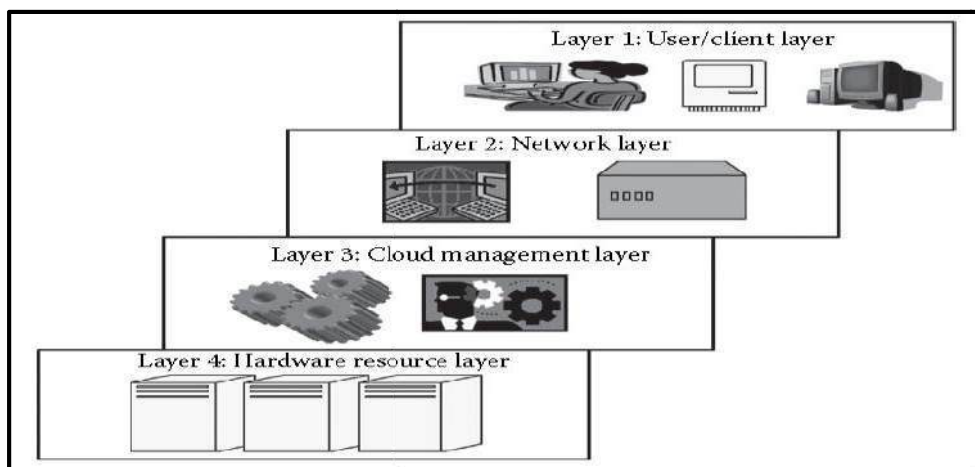 Layer 1: User/client layer
Layer 2: Network layer
Layer 3: Cloud management layer
Layer 4: Hardware resource layer